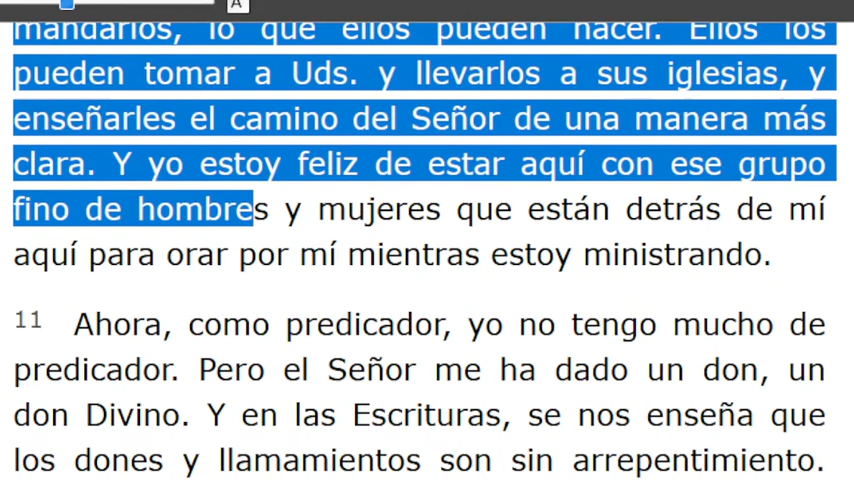 A
mandarlos, lo que ellos pueden hacer. Ellos los
pueden tomar a Uds. y llevarlos a sus iglesias, y
enseñarles el camino del Señor de una manera más
clara. Y yo estoy feliz de estar aquí con ese grupo
fino de hombres y mujeres que están detrás de mí
aquí para orar por mí mientras estoy ministrando.
11 Ahora, como predicador, yo no tengo mucho de
predicador. Pero el Señor me ha dado un don, un
don Divino. Y en las Escrituras, se nos enseña que
los dones y llamamientos son sin arrepentimiento.